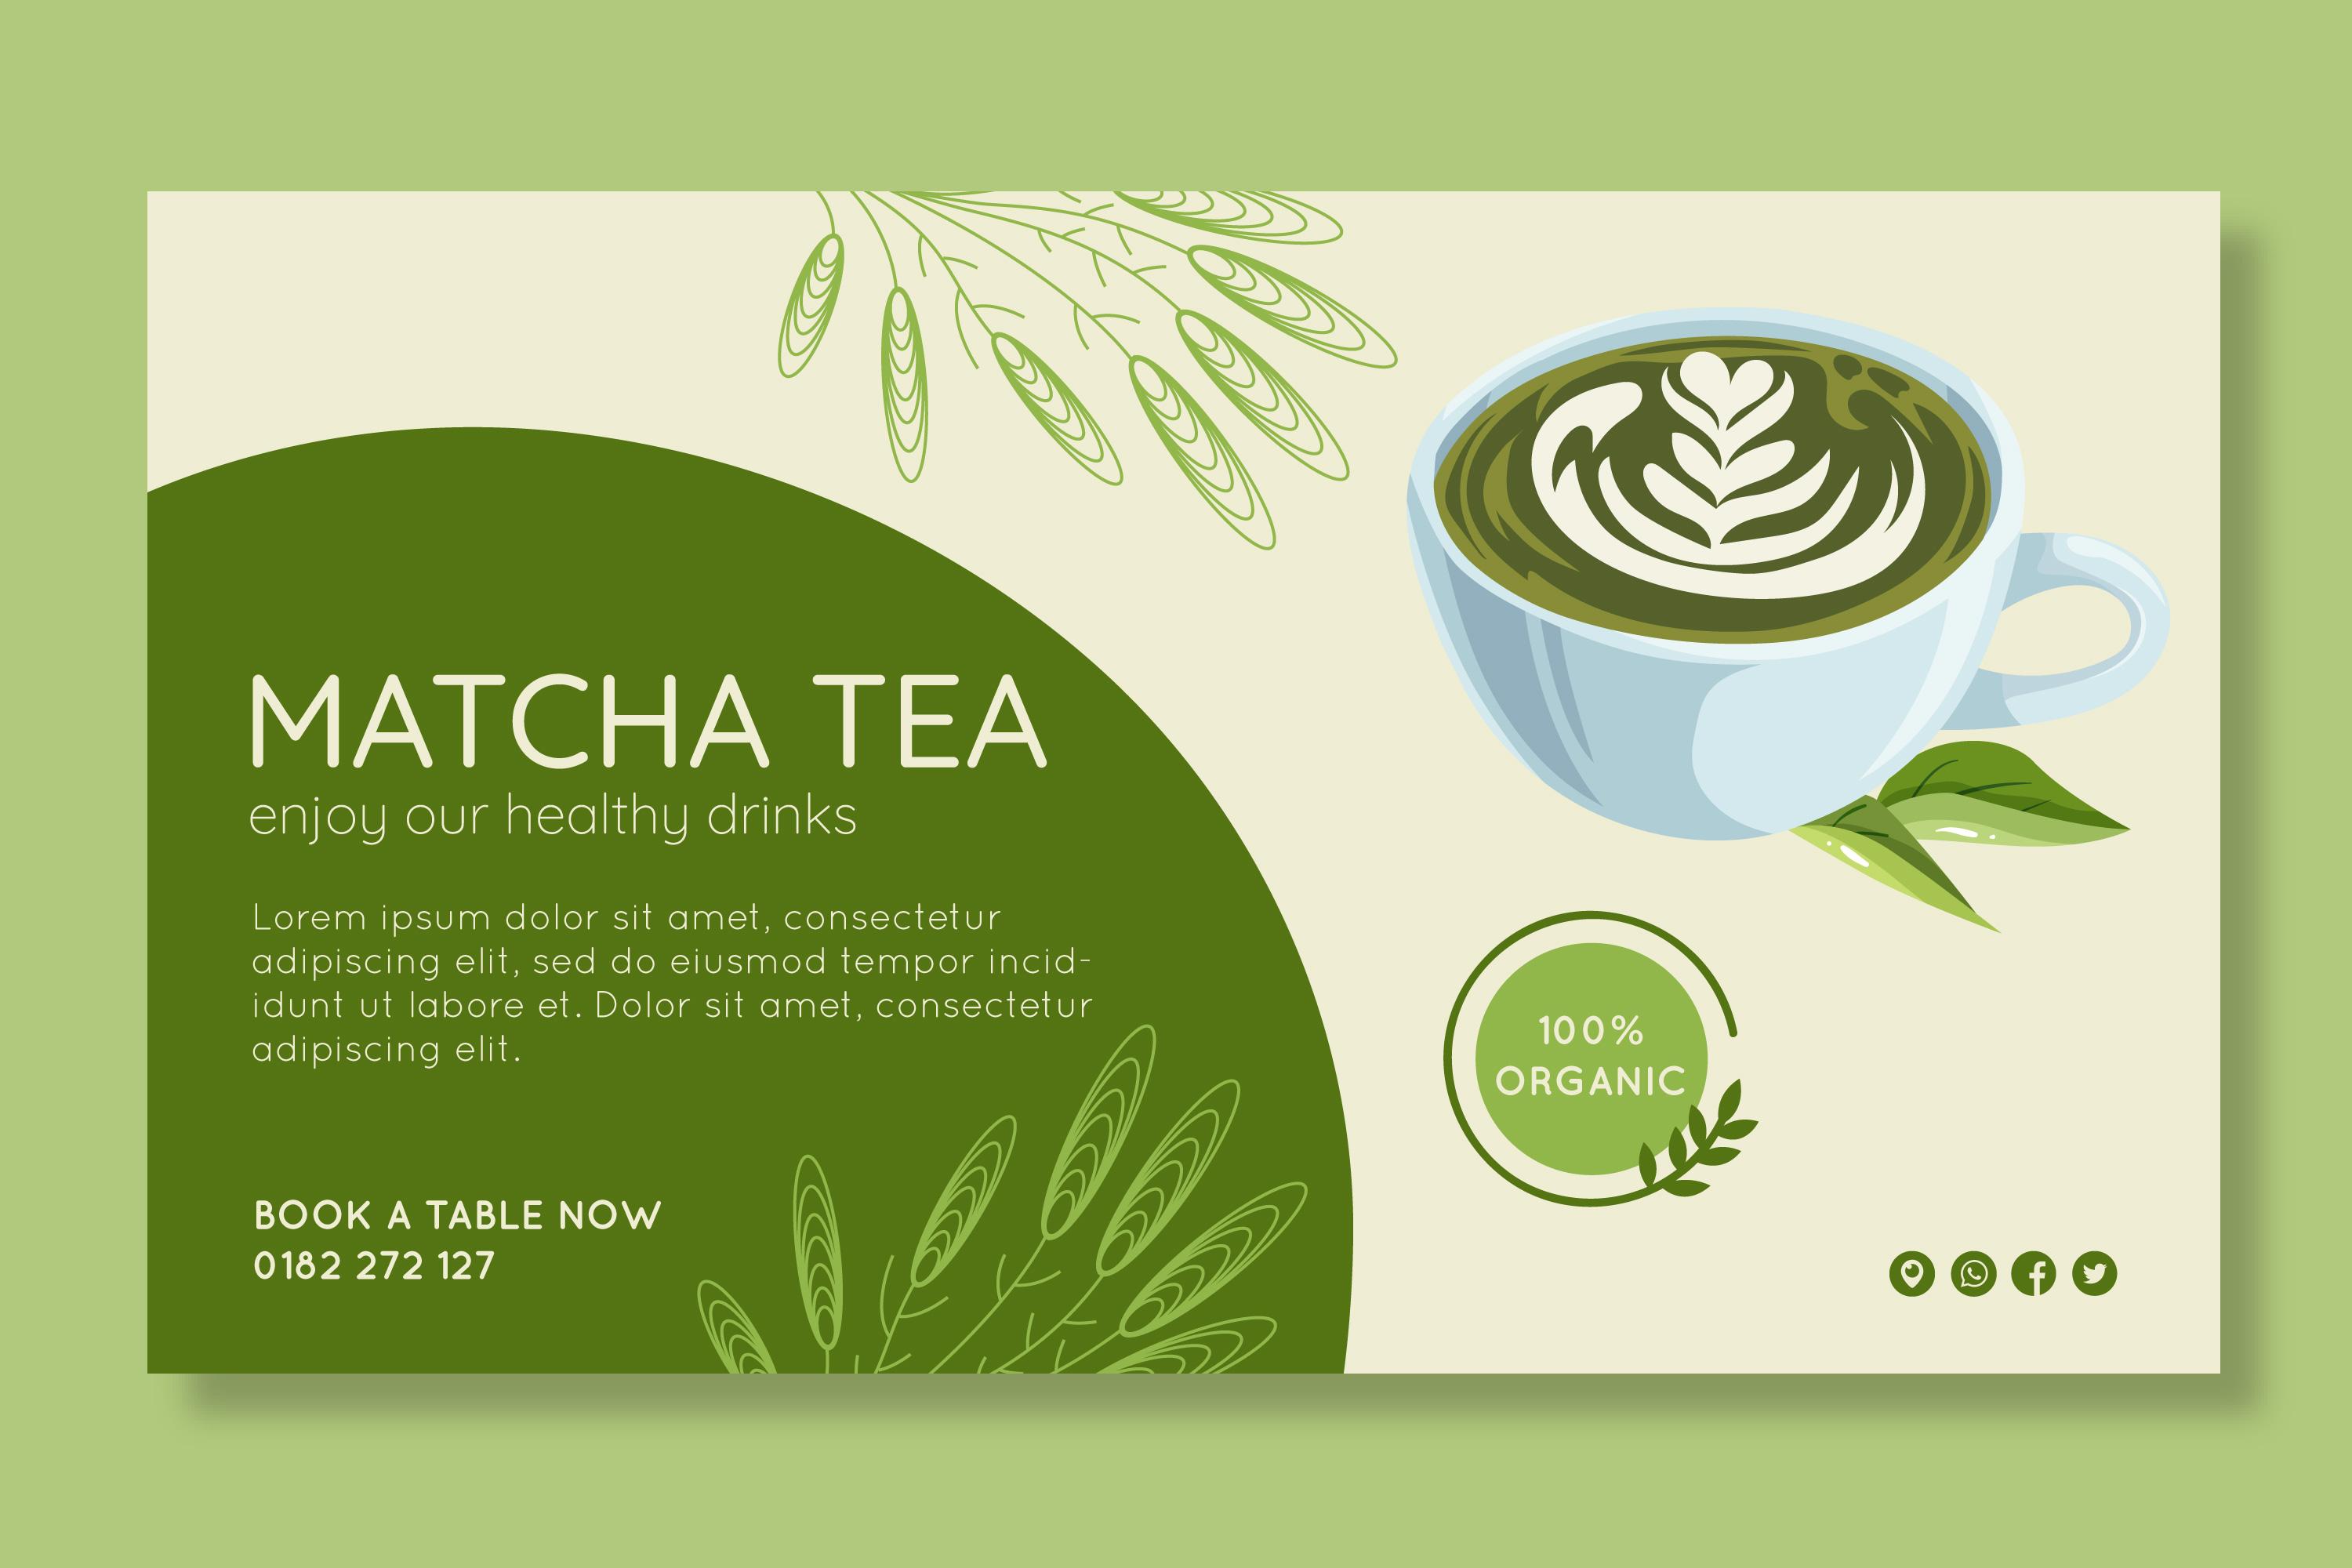 MATCHA TEA
enjoy our healthy drinks
Lorem ipsum dolor sit amet, consectetur
adipiscing elit, sed do eiusmod tempor incid-
idunt ut labore et. Dolor sit amet, consectetur
adipiscing elit.
BOOK A TABLE NOW
0182 272 127
100%
ORGANIC